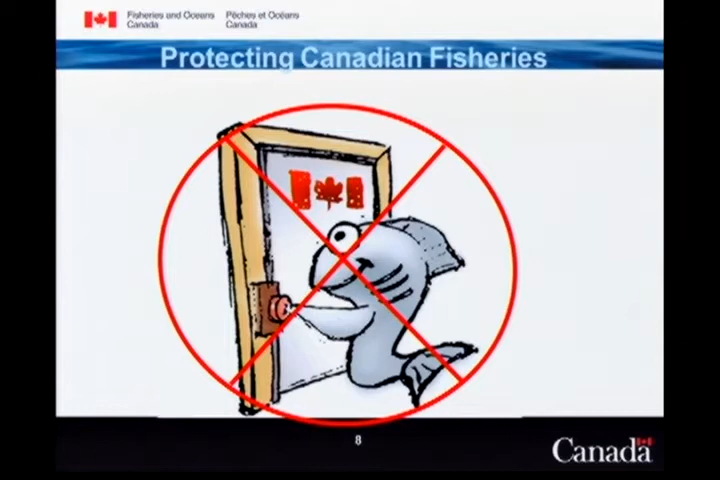 Fisheries and Oceans
Canada
Pêches et Océans
Canada
Protecting Canadian Fisheries
8
Canada